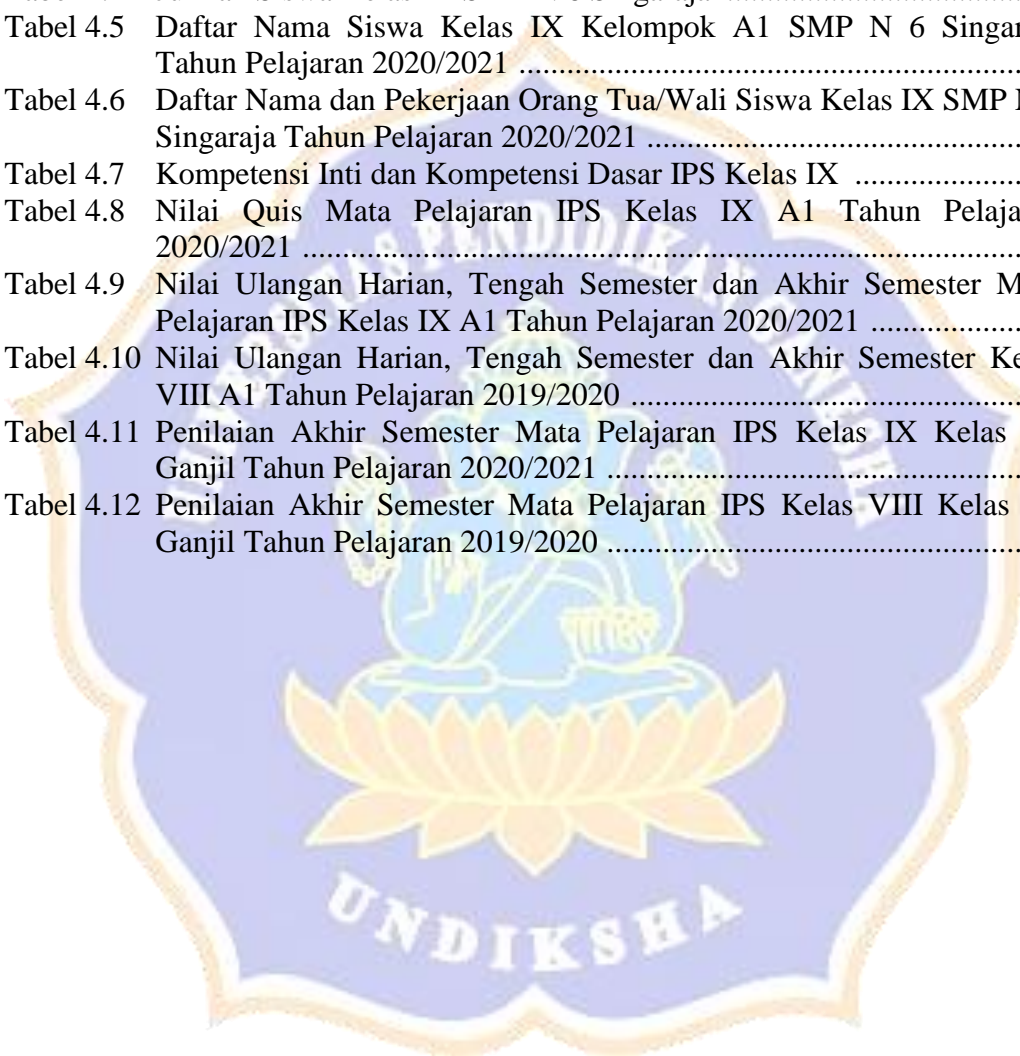 Tabel 4.5 Daftar Nama Siswa Kelas IX Kelompok A1 SMP N 6 Singar
Tahun Pelajaran 2020/2021 ........................................................
Tabel 4.6 Daftar Nama dan Pekerjaan Orang Tua/Wali Siswa Kelas IX SMP N
Singaraja Tahun Pelajaran 2020/2021 ..........................................
Tabel 4.7 Kompetensi Inti dan Kompetensi Dasar IPS Kelas IX ..................
Tabel 4.8 Nilai Quis Mata Pelajaran IPS Kelas IX A1 Tahun Pelaja
2020/2021 ................................................................................
Tabel 4.9 Nilai Ulangan Harian, Tengah Semester dan Akhir Semester M
Pelajaran IPS Kelas IX A1 Tahun Pelajaran 2020/2021 ................
Tabel 4.10 Nilai Ulangan Harian, Tengah Semester dan Akhir Semester Ke
VIII A1 Tahun Pelajaran 2019/2020 ............................................
Tabel 4.11 Penilaian Akhir Semester Mata Pelajaran IPS Kelas IX Kelas
Ganjil Tahun Pelajaran 2020/2021 ..............................................
Tabel 4.12 Penilaian Akhir Semester Mata Pelajaran IPS Kelas VIII Kelas
Ganjil Tahun Pelajaran 2019/2020 ..............................................
UNIVERSITAS PENDIDIKAN GANESHA
UNDIKSHA